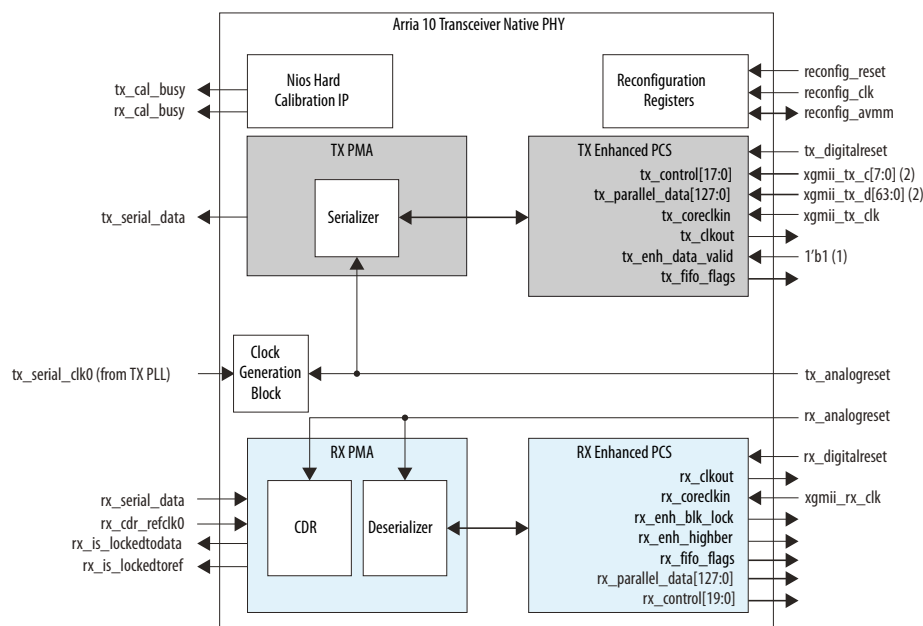 Arria 10 Transceiver Native PHY
tx_cal_busy
rx_cal_busy
Nios Hard
Calibration IP
Reconfiguration
Registers
reconfig_reset
reconfig_clk
reconfig_avmm
TX PMA
Serializer
tx_serial_data
TX Enhanced PCS
tx_control[17:0]
tx_parallel_data[127:0]
tx_coreclkin
tx_clkout
tx_enh_data_valid
tx_fifo_flags
tx_digitalreset
xgmii_tx_c[7:0] (2)
xgmii_tx_d[63:0] (2)
xgmii_tx_clk
1’b1 (1)
tx_serial_clk0 (from TX PLL)
Clock
Generation
Block
tx_analogreset
rx_analogreset
RX PMA
CDR
Deserializer
rx_serial_data
rx_cdr_refclk0
rx_is_lockedtodata
rx_is_lockedtoref
RX Enhanced PCS
rx_clkout
rx_coreclkin
rx_enh_blk_lock
rx_enh_highber
rx_fifo_flags
rx_parallel_data[127:0]
rx_control[19:0]
rx_digitalreset
xgmii_rx_clk